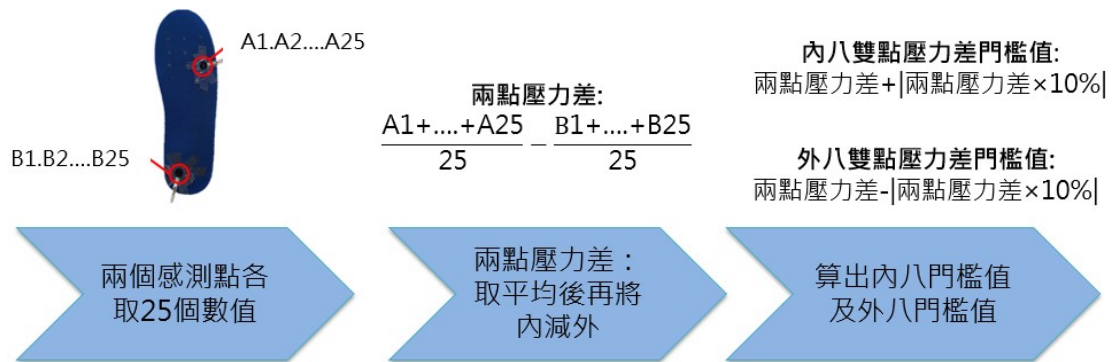 A1.A2....A25
B1.B2....B25
兩個感測點各
取25個數值
兩點壓力差:
A1+....+A25
25
−
B1+....+B25
25
兩點壓力差：
取平均後再將
內減外
內八雙點壓力差門檻值:
兩點壓力差+|兩點壓力差×10%|
外八雙點壓力差門檻值:
兩點壓力差-|兩點壓力差×10%|
算出內八門檻值
及外八門檻值